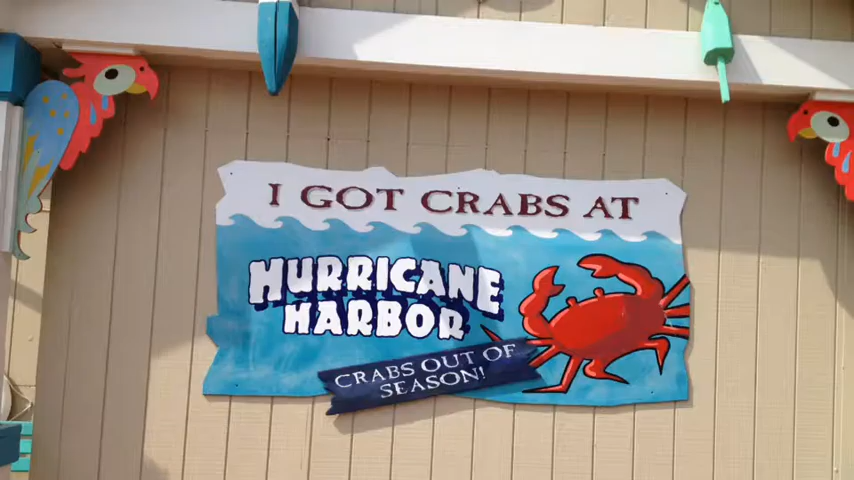 I GOT CRABS AT
HURRICANE
HARBOR
CRABS OUT OF
SEASON!